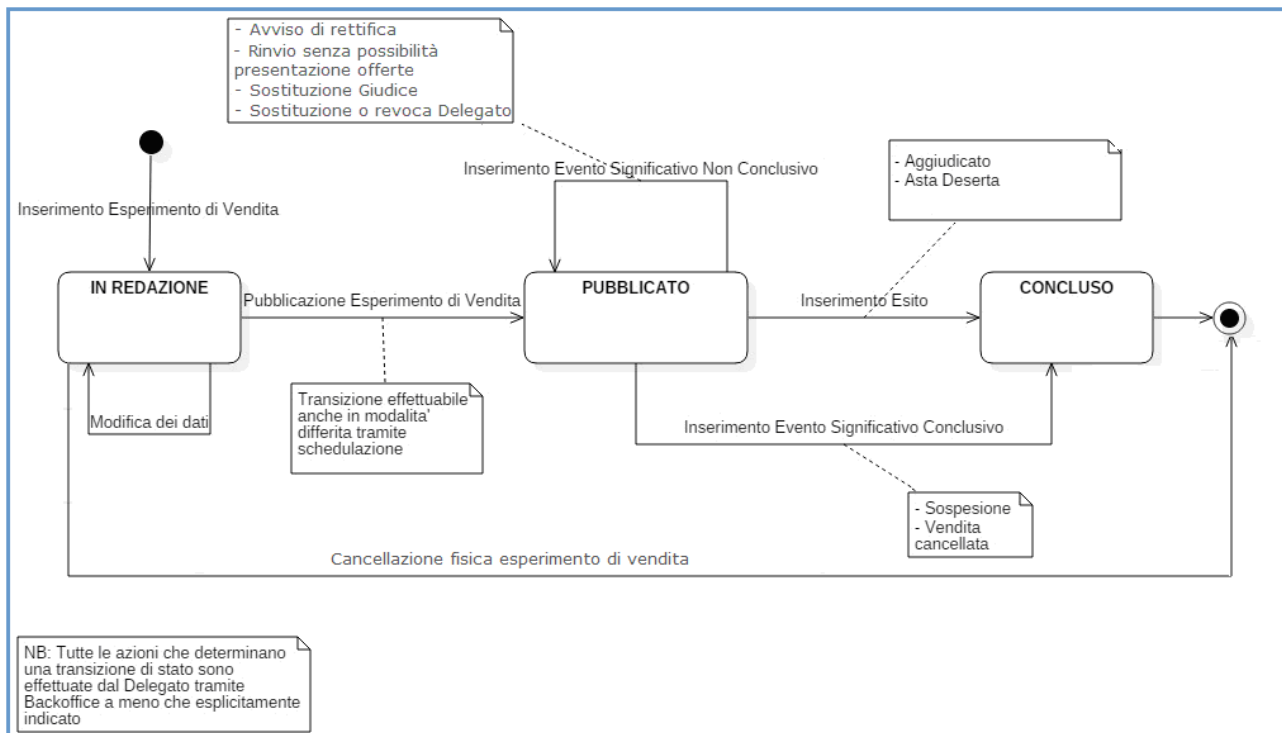 - Avviso di rettifica
- Rinvio senza possibilità
presentazione offerte
- Sostituzione Giudice
- Sostituzione o revoca Delegato
Inserimento Evento Significativo Non Conclusivo
- Aggiudicato
- Asta Deserta
Inserimento Esperimento di Vendita
IN REDAZIONE
Pubblicazione Esperimento di Vendita
PUBBLICATO
Inserimento Esito
CONCLUSO
Modifica dei dati
Transizione effettuabile
anche in modalita'
differita tramite
schedulazione
Inserimento Evento Significativo Conclusivo
- Sospesione
- Vendita
cancellata
Cancellazione fisica esperimento di vendita
NB: Tutte le azioni che determinano
una transizione di stato sono
effettuate dal Delegato tramite
Backoffice a meno che esplicitamente
indicato